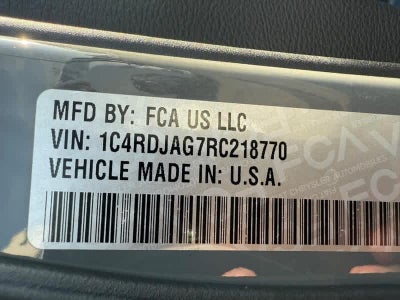 MFD BY: FCA US LLC
VIN: 1C4RDJAG7RC218770
VEHICLE MADE IN: U.S.A.